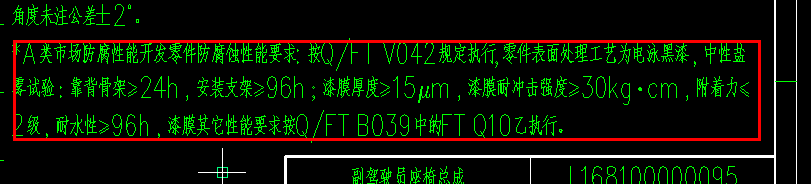 角度未注公差±2°。
*A类市场防腐性能开发零件防腐蚀性能要求: 按Q/FT V042规定执行, 零件表面处理工艺为电泳黑漆, 中性盐
雾试验: 靠背骨架≥24h, 安装支架≥96h; 漆膜厚度≥15μm, 漆膜耐冲击强度≥30kg·cm, 附着力≤
2级, 耐水性≥96h, 漆膜其它性能要求按Q/FT B039中的FT Q10乙执行。
副驾驶员座椅总成 L168100000095